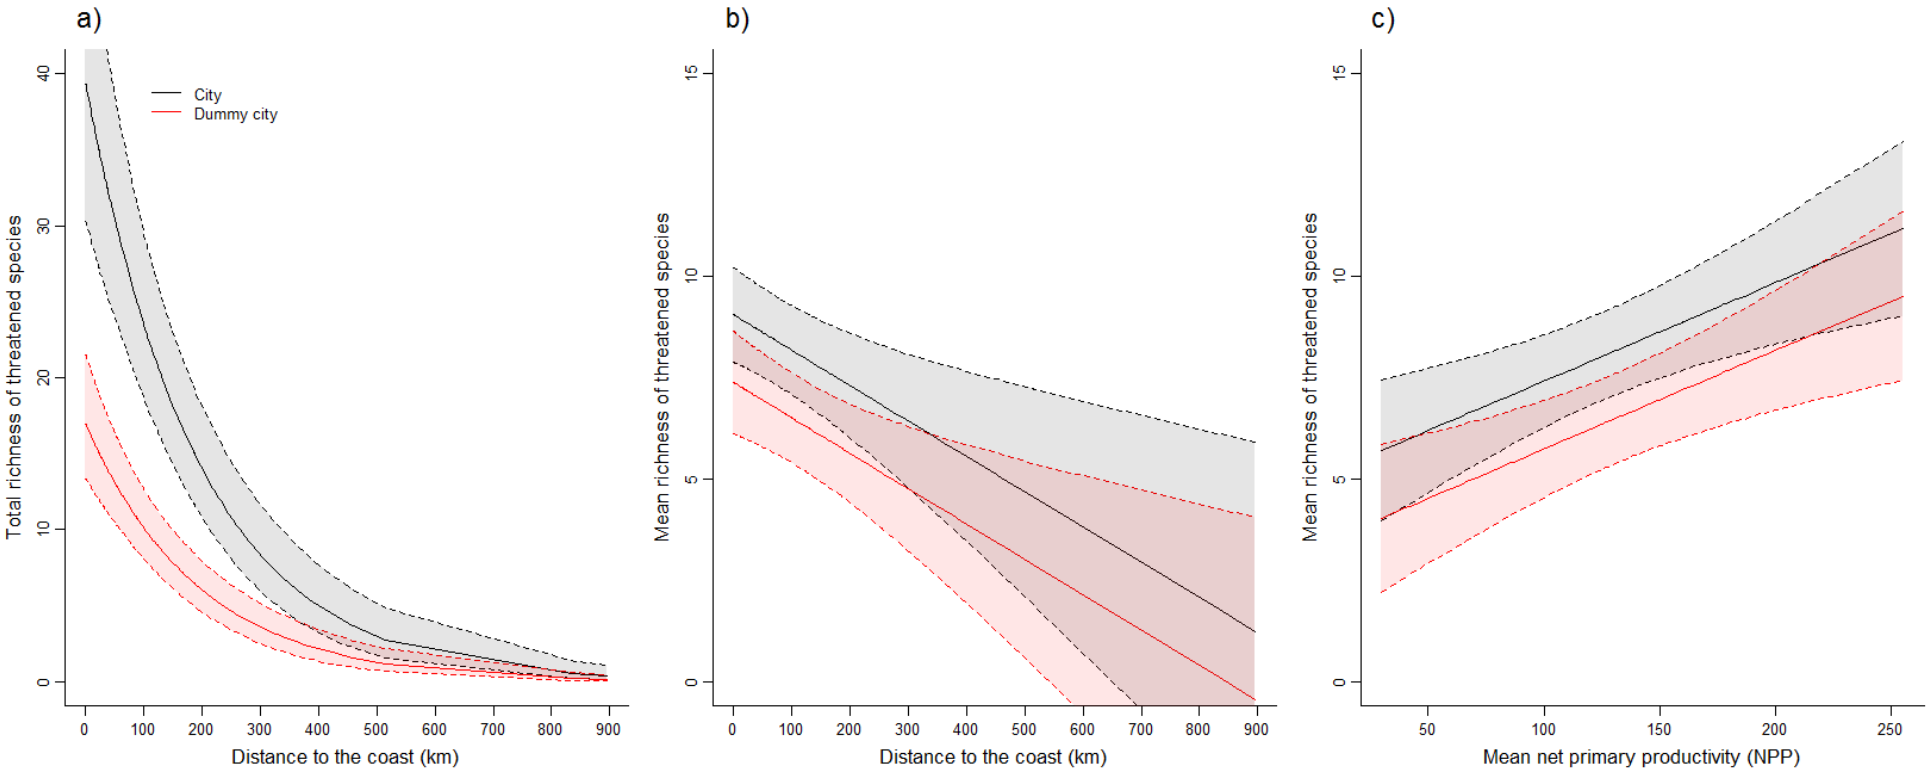 a)
Total richness of threatened species
40
30
20
10
0
City
Dummy city
0 100 200 300 400 500 600 700 800 900
Distance to the coast (km)
b)
Mean richness of threatened species
15
10
5
0
0 100 200 300 400 500 600 700 800 900
Distance to the coast (km)
c)
Mean richness of threatened species
15
10
5
0
50 100 150 200 250
Mean net primary productivity (NPP)